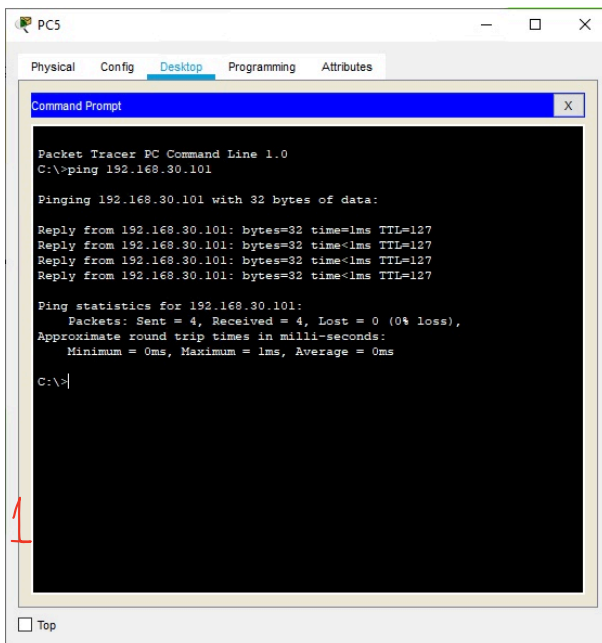 PC5
Physical Config Desktop Programming Attributes
Command Prompt X
Packet Tracer PC Command Line 1.0
C:\>ping 192.168.30.101
Pinging 192.168.30.101 with 32 bytes of data:
Reply from 192.168.30.101: bytes=32 time=1ms TTL=127
Reply from 192.168.30.101: bytes=32 time<1ms TTL=127
Reply from 192.168.30.101: bytes=32 time<1ms TTL=127
Reply from 192.168.30.101: bytes=32 time<1ms TTL=127
Ping statistics for 192.168.30.101:
Packets: Sent = 4, Received = 4, Lost = 0 (0% loss),
Approximate round trip times in milli-seconds:
Minimum = 0ms, Maximum = 1ms, Average = 0ms
C:\>
1
Top